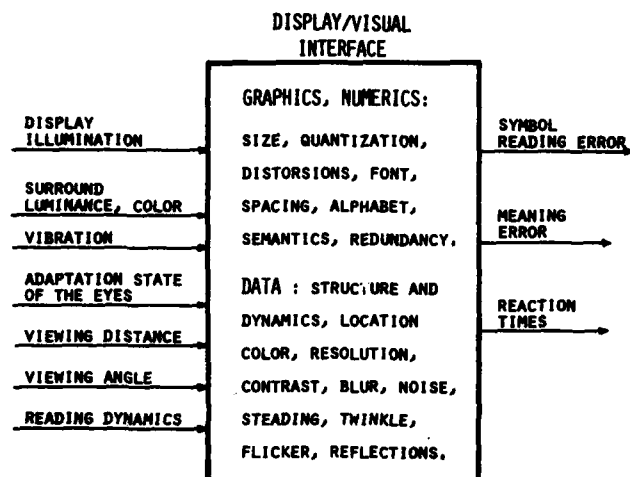 DISPLAY/VISUAL
INTERFACE
DISPLAY
ILLUMINATION
SURROUND
LUMINANCE, COLOR
VIBRATION
ADAPTATION STATE
OF THE EYES
VIEWING DISTANCE
VIEWING ANGLE
READING DYNAMICS
GRAPHICS, NUMERICS:
SIZE, QUANTIZATION,
DISTORSIONS, FONT,
SPACING, ALPHABET,
SEMANTICS, REDUNDANCY.
DATA : STRUCTURE AND
DYNAMICS, LOCATION
COLOR, RESOLUTION,
CONTRAST, BLUR, NOISE,
STEADING, TWINKLE,
FLICKER, REFLECTIONS.
SYMBOL
READING ERROR
MEANING
ERROR
REACTION
TIMES